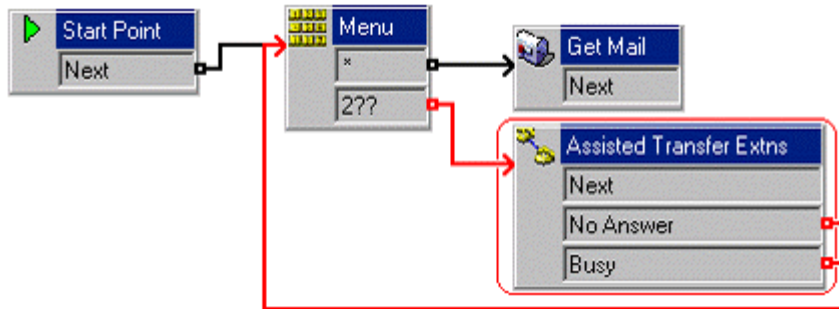 Start Point
Next
Menu
*
2??
Get Mail
Next
Assisted Transfer Extns
Next
No Answer
Busy